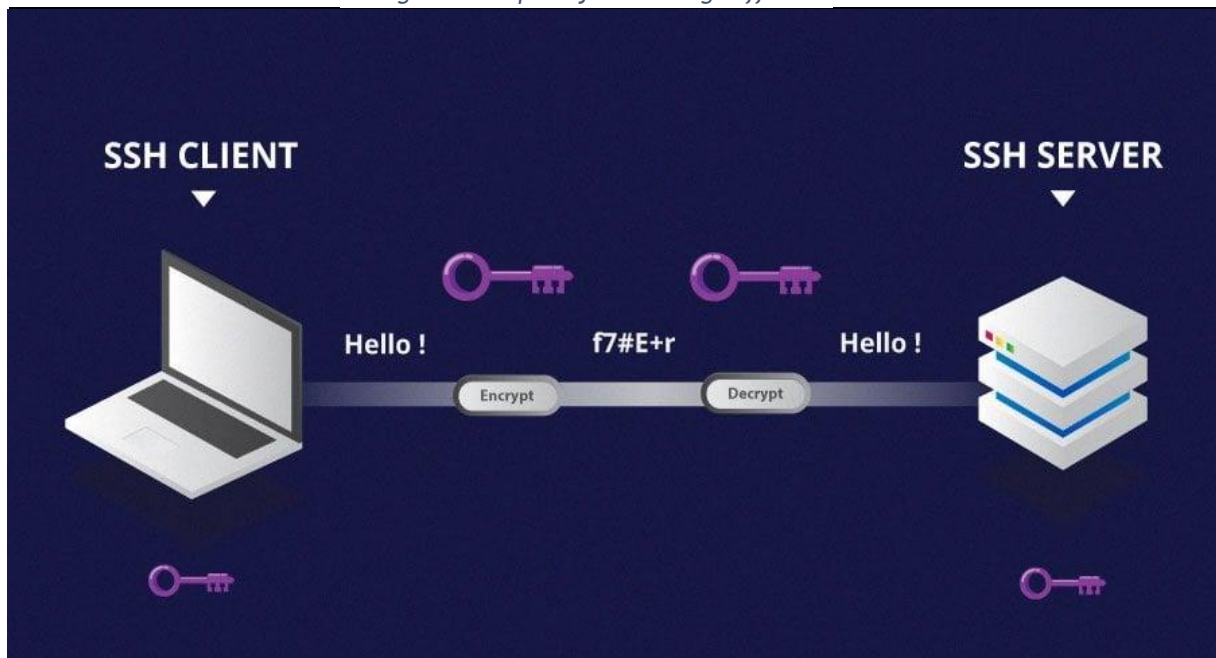 SSH CLIENT
SSH SERVER
Hello !
f7#E+r
Hello !
Encrypt
Decrypt